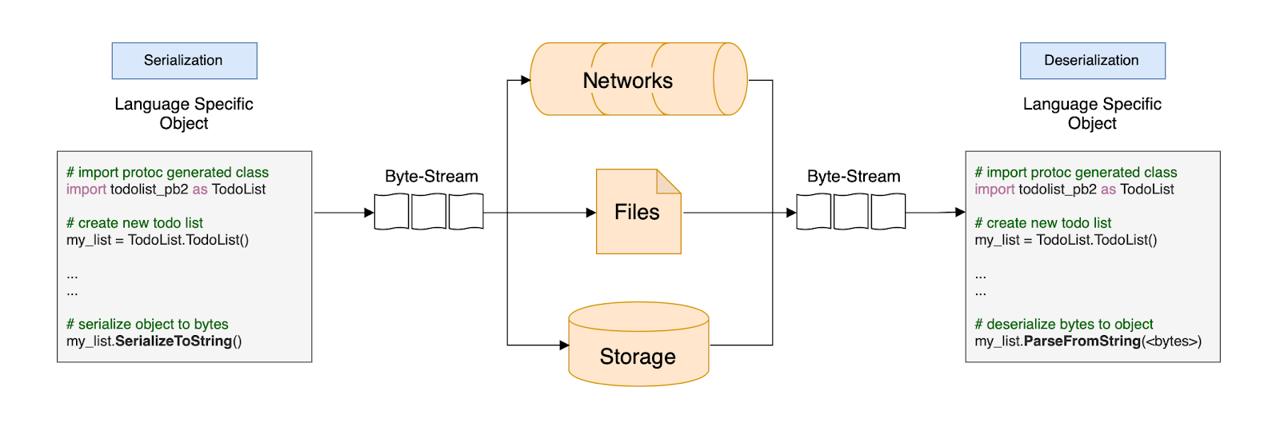 Serialization
Language Specific
Object
# import protoc generated class
import todolist_pb2 as TodoList
# create new todo list
my_list = TodoList.TodoList()
...
...
# serialize object to bytes
my_list.SerializeToString()
Byte-Stream
Networks
Files
Storage
Byte-Stream
Deserialization
Language Specific
Object
# import protoc generated class
import todolist_pb2 as TodoList
# create new todo list
my_list = TodoList.TodoList()
...
...
# deserialize bytes to object
my_list.ParseFromString(<bytes>)